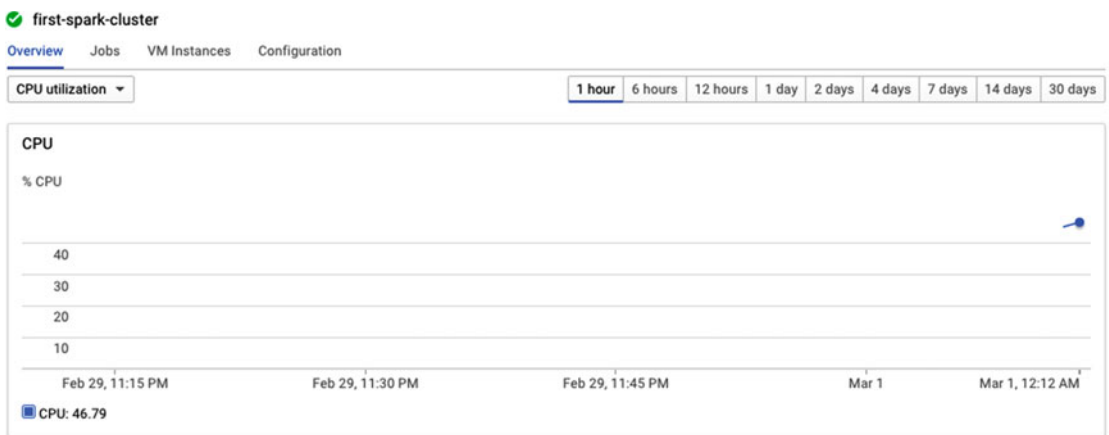 first-spark-cluster
Overview Jobs VM Instances Configuration
CPU utilization 1 hour 6 hours 12 hours 1 day 2 days 4 days 7 days 14 days 30 days
CPU
% CPU
40
30
20
10
Feb 29, 11:15 PM Feb 29, 11:30 PM Feb 29, 11:45 PM Mar 1 Mar 1, 12:12 AM
CPU: 46.79